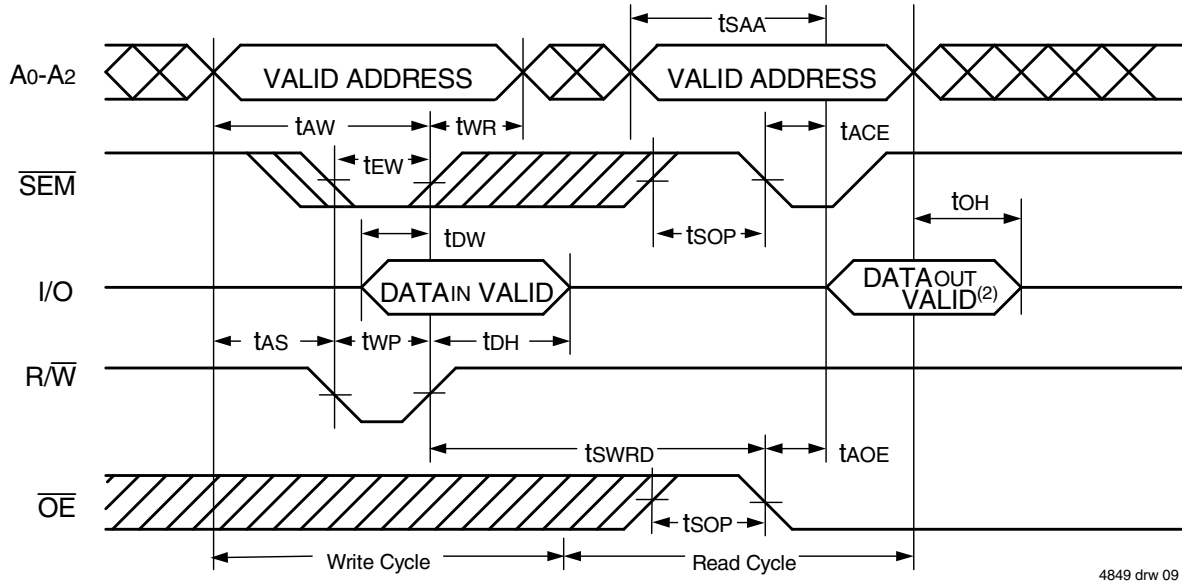 tSAA
A0-A2
VALID ADDRESS
VALID ADDRESS
tAW
tWR
tACE
tEW
SEM
tSOP
tOH
tDW
I/O
DATAIN VALID
DATAOUT
VALID(2)
tAS
tWP
tDH
R/W
tSWRD
tAOE
OE
tSOP
Write Cycle
Read Cycle
4849 drw 09